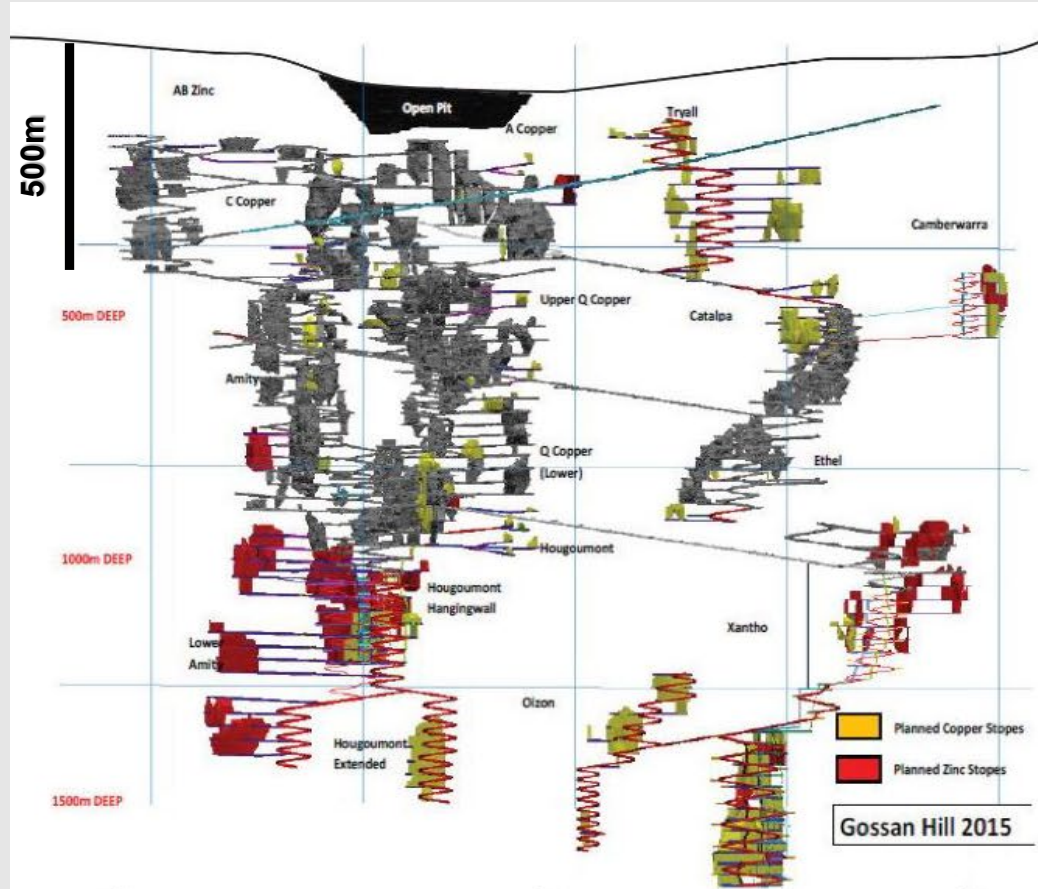 500m
AB Zinc
Open Pit
A Copper
Tryall
C Copper
Camberwarra
500m DEEP
Upper Q Copper
Catalpa
Amity
Q Copper
(Lower)
Ethel
1000m DEEP
Hougoumont
Hougoumont
Hangingwall
Xantho
Lower
Amity
Oizon
Planned Copper Stopes
Hougoumont
Extended
Planned Zinc Stopes
1500m DEEP
Gossan Hill 2015